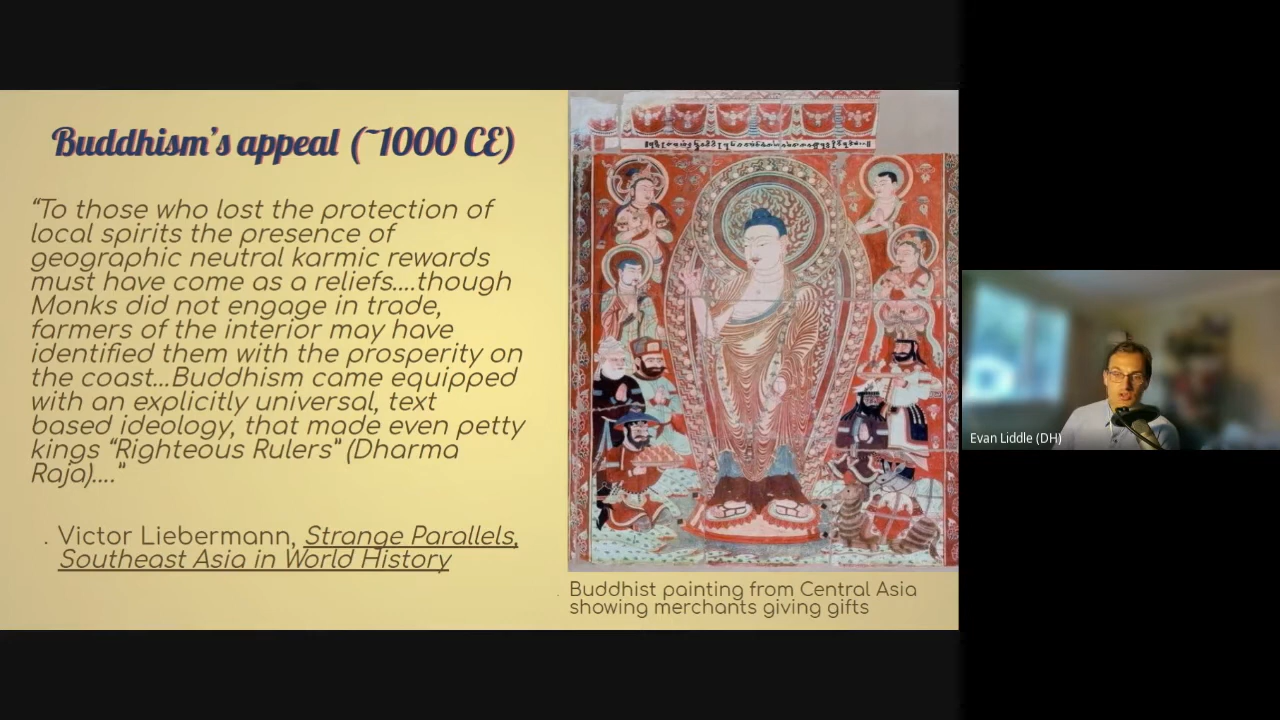 Buddhism's appeal (~1000 CE)
“To those who lost the protection of
local spirits the presence of
geographic neutral karmic rewards
must have come as a reliefs....though
Monks did not engage in trade,
farmers of the interior may have
identified them with the prosperity on
the coast...Buddhism came equipped
with an explicitly universal, text
based ideology, that made even petty
kings “Righteous Rulers” (Dharma
Raja)....”
. Victor Liebermann, Strange Parallels,
Southeast Asia in World History
. Buddhist painting from Central Asia
showing merchants giving gifts
Evan Liddle (DH)